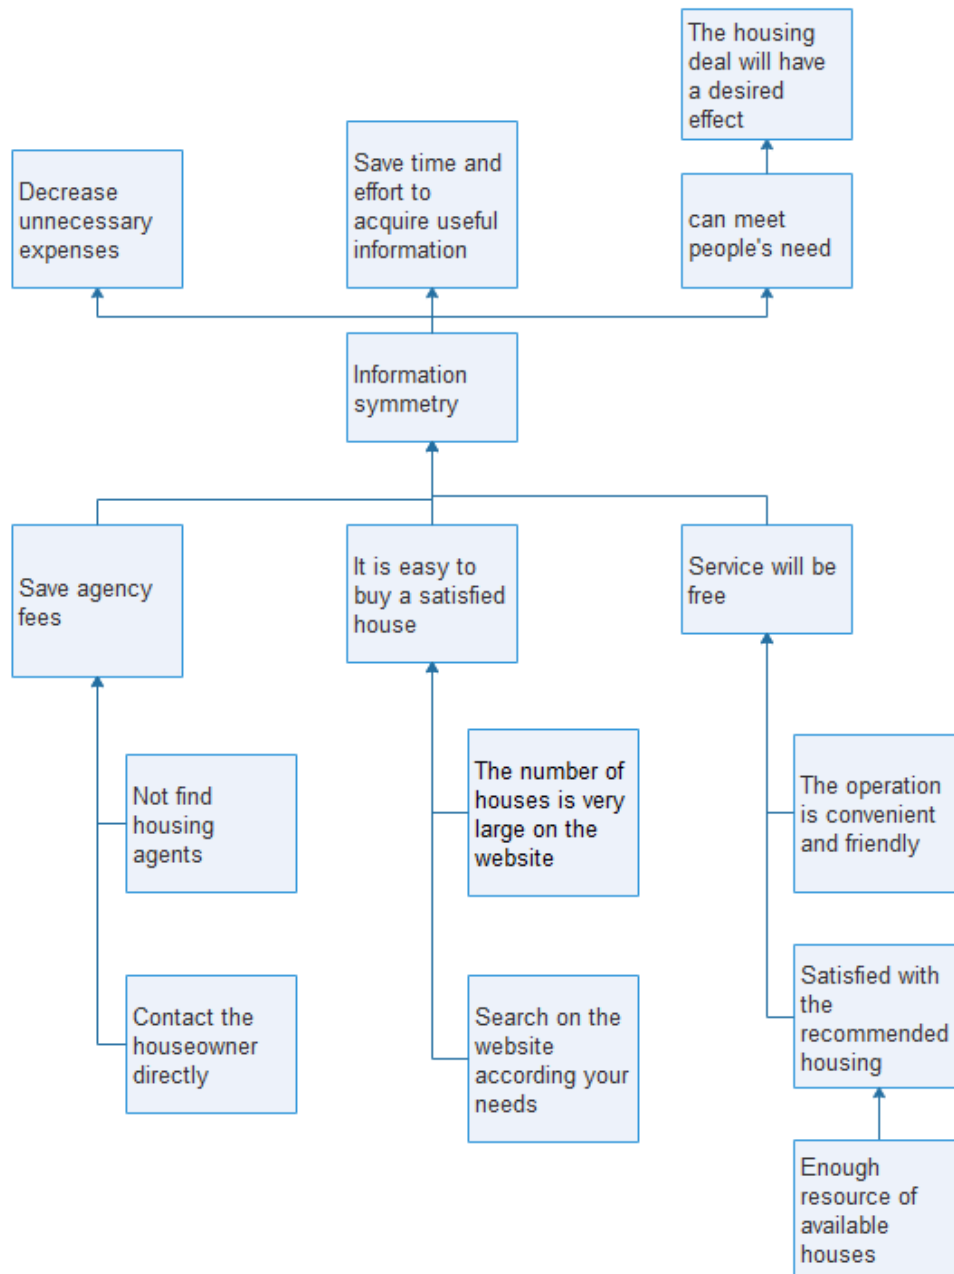 The housing
deal will have
a desired
effect
Decrease
unnecessary
expenses
Save time and
effort to
acquire useful
information
can meet
people's need
Information
symmetry
Save agency
fees
It is easy to
buy a satisfied
house
Service will be
free
Not find
housing
agents
The number of
houses is very
large on the
website
The operation
is convenient
and friendly
Contact the
houseowner
directly
Search on the
website
according your
needs
Satisfied with
the
recommended
housing
Enough
resource of
available
houses